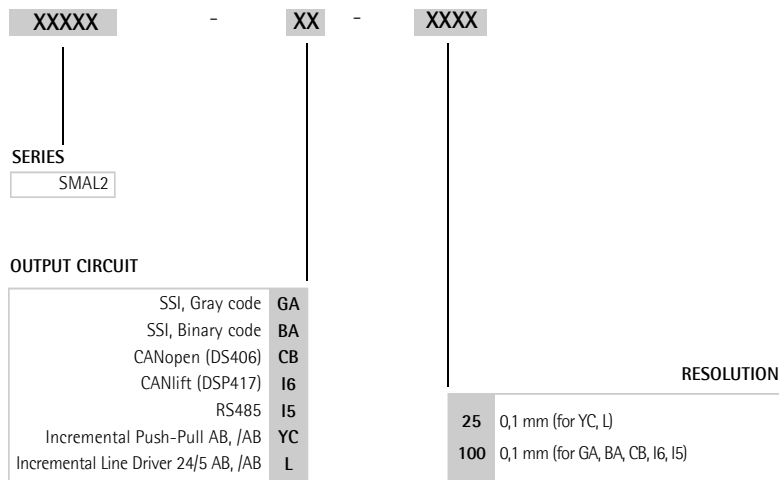 XXXXX - XX - XXXX
SERIES
SMAL2
OUTPUT CIRCUIT
SSI, Gray code GA
SSI, Binary code BA
CANopen (DS406) CB
CANlift (DSP417) I6
RS485 I5
Incremental Push-Pull AB, /AB YC
Incremental Line Driver 24/5 AB, /AB L
RESOLUTION
25 0,1 mm (for YC, L)
100 0,1 mm (for GA, BA, CB, I6, I5)